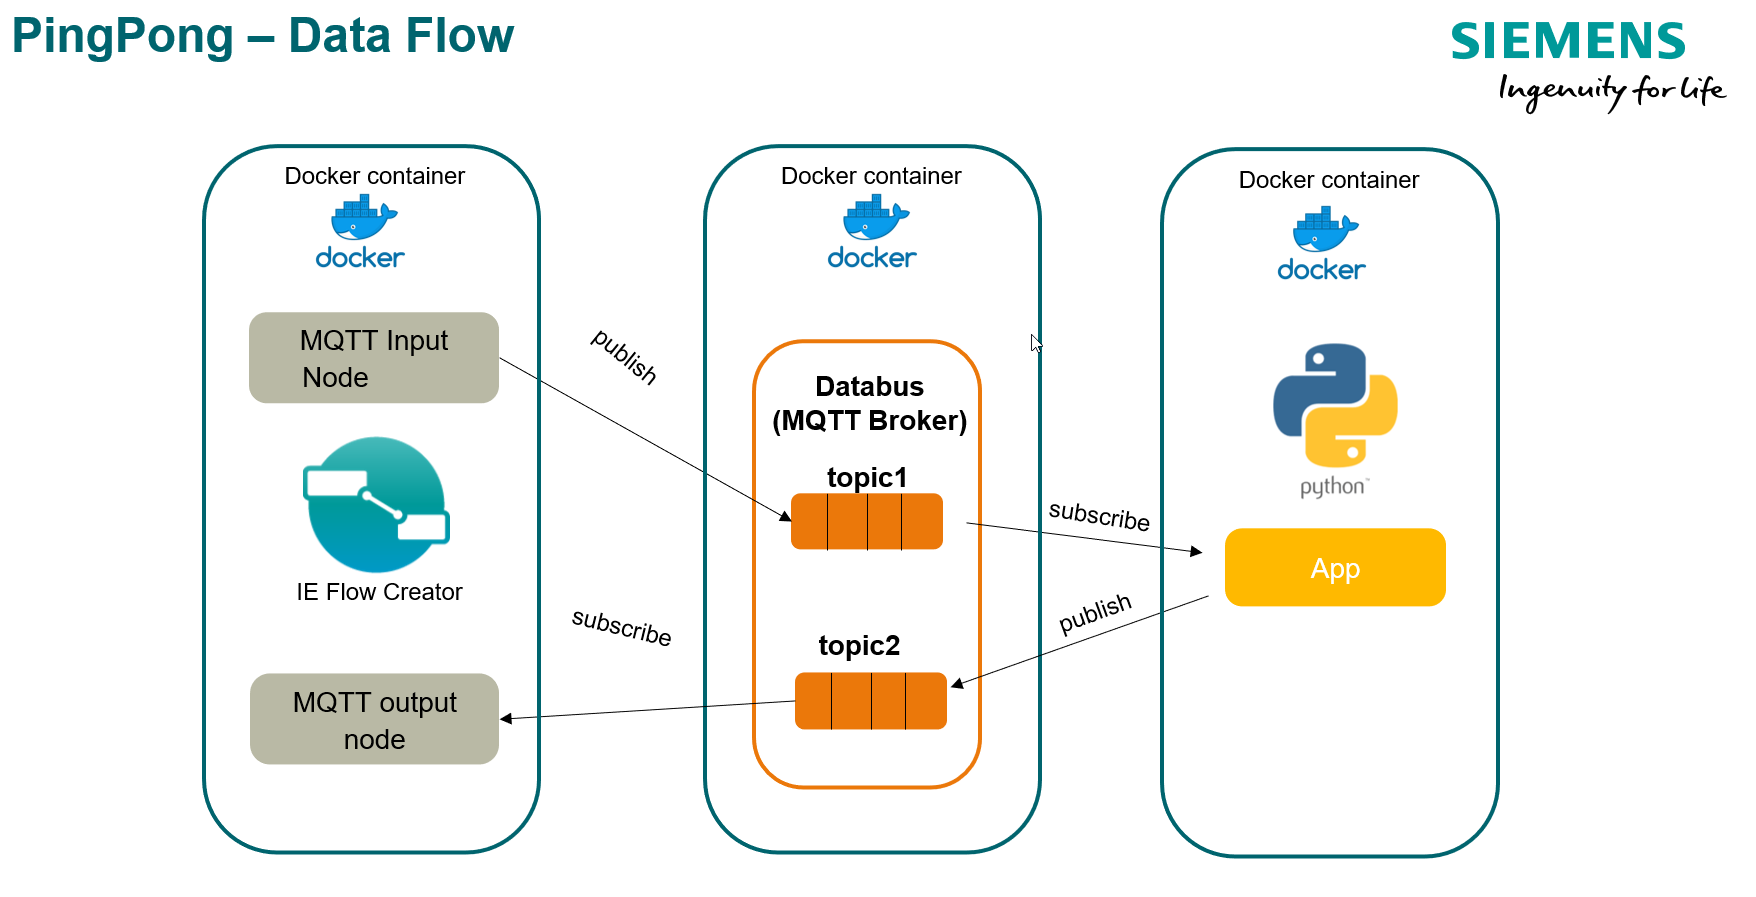 PingPong – Data Flow
SIEMENS
Ingenuity for life
Docker container
docker
MQTT Input
Node
IE Flow Creator
MQTT output
node
publish
subscribe
Docker container
docker
Databus
(MQTT Broker)
topic1
topic2
subscribe
publish
Docker container
docker
python™
App